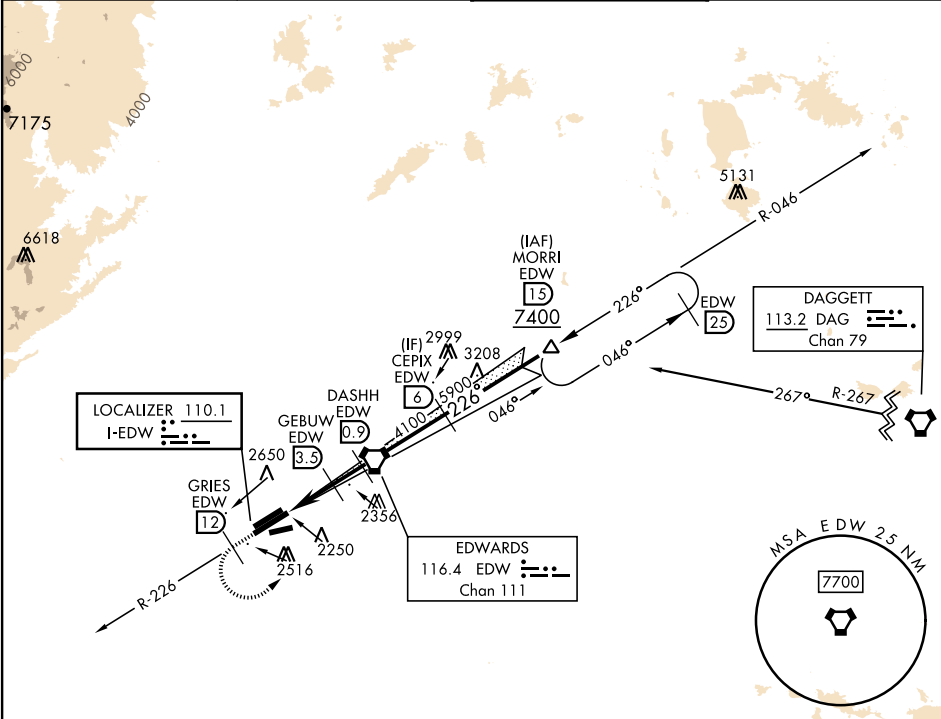 6000
4000
7175
6618
5131
R-046
(IAF)
MORRI
EDW
15
7400
226°
046°
EDW
25
DAGGETT
113.2 DAG
Chan 79
267° R-267
(IF)
CEPIX
EDW
6
2999
3208
5900
4100
226°
046°
DASHH
EDW
0.9
GEBUW
EDW
3.5
LOCALIZER 110.1
I-EDW
2650
GRIES
EDW
12
2356
2250
2516
R-226
EDWARDS
116.4 EDW
Chan 111
MSA EDW 25 NM
7700